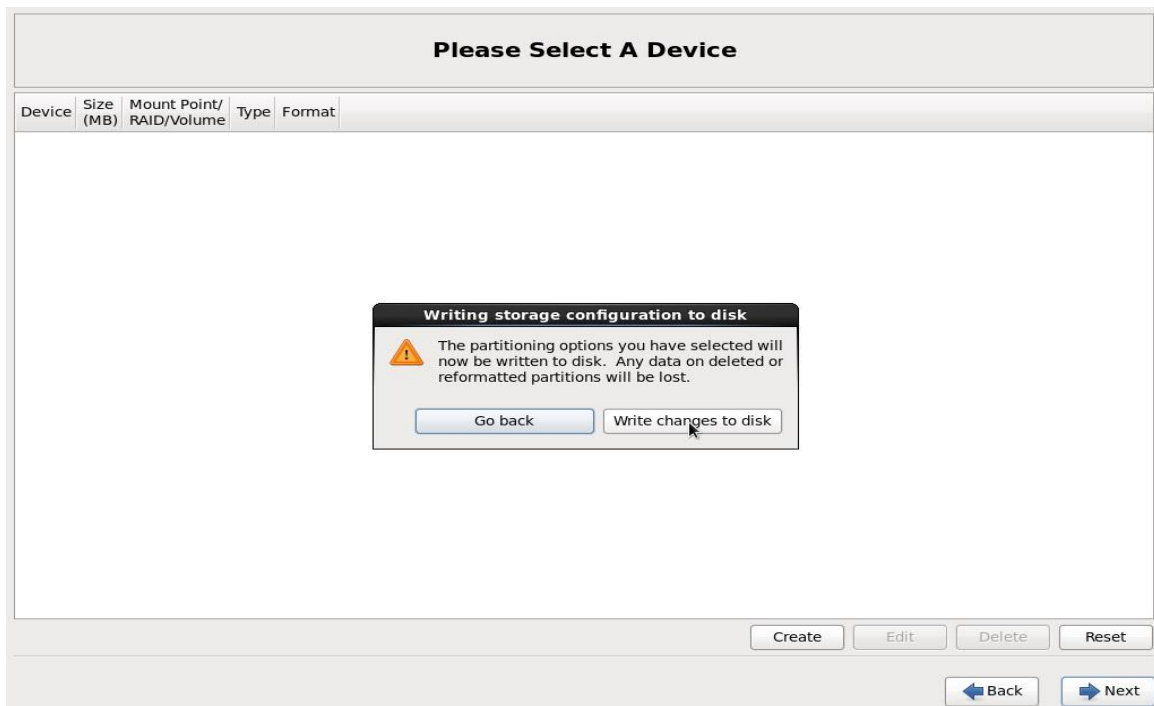 Please Select A Device
Device
Size
(MB)
Mount Point/
RAID/Volume
Type
Format
Writing storage configuration to disk
The partitioning options you have selected will
now be written to disk.  Any data on deleted or
reformatted partitions will be lost.
Go back
Write changes to disk
Create
Edit
Delete
Reset
Back
Next